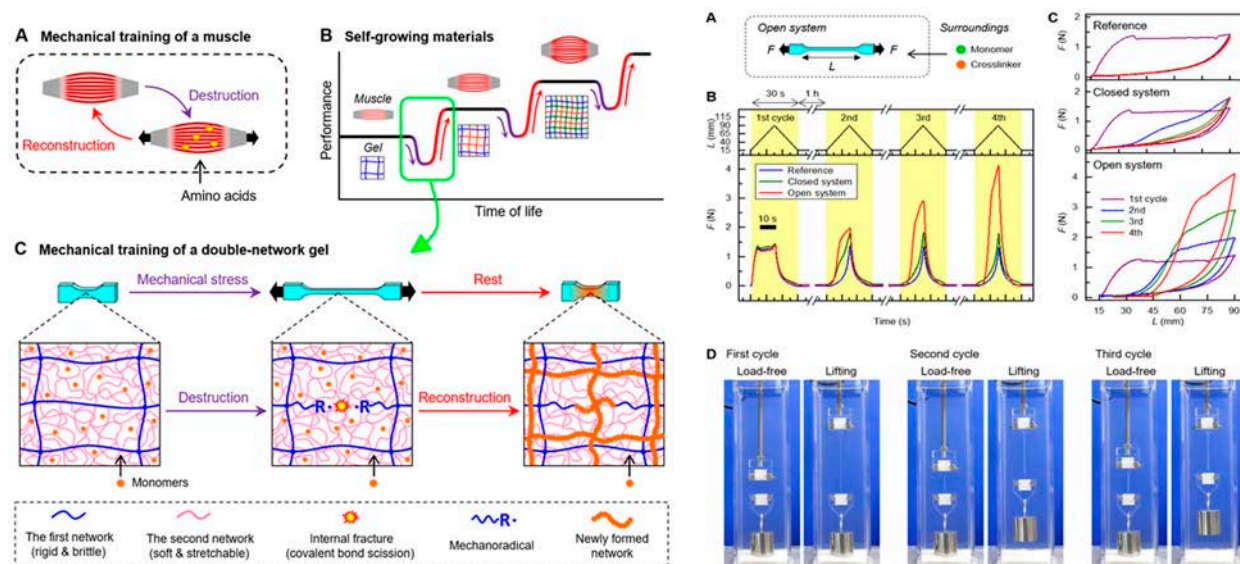 A Mechanical training of a muscle
Destruction
Reconstruction
Amino acids
B Self-growing materials
Performance
Muscle
Gel
Time of life
C Mechanical training of a double-network gel
Mechanical stress
Rest
Destruction
R· ·R
Reconstruction
Monomers
The first network
(rigid & brittle)
The second network
(soft & stretchable)
Internal fracture
(covalent bond scission)
R·
Mechanoradical
Newly formed
network
A
Open system
Surroundings
F
F
L
Monomer
Crosslinker
B
30 s
1 h
L (mm)
115
90
65
40
15
1st cycle
2nd
3rd
4th
Reference
Closed system
Open system
10 s
F (N)
5
4
3
2
1
0
Time (s)
C
F (N)
Reference
2
1
0
F (N)
Closed system
2
1
0
F (N)
Open system
5
4
3
2
1
0
1st cycle
2nd
3rd
4th
15 30 45 60 75 90
L (mm)
D First cycle
Load-free Lifting
Second cycle
Load-free Lifting
Third cycle
Load-free Lifting